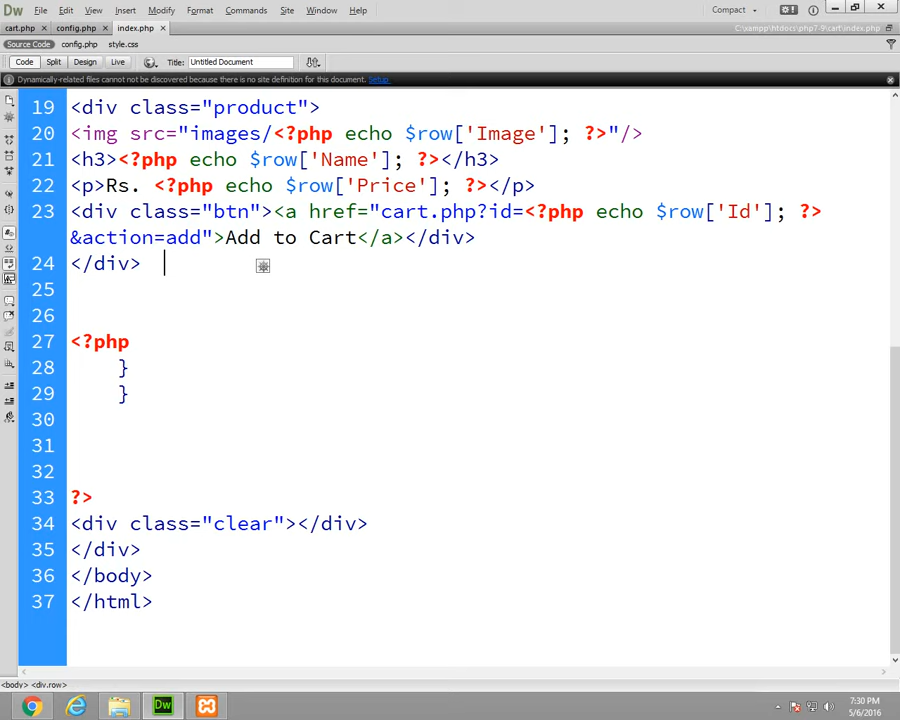 Dw File Edit View Insert Modify Format Commands Site Window Help Compact
cart.php × config.php × index.php × C:\xampp\htdocs\php7-9\cart\index.php
Source Code config.php style.css
Code Split Design Live Title: Untitled Document
Dynamically-related files cannot be discovered because there is no site definition for this document. Setup
19 <div class="product">
20 <img src="images/<?php echo $row['Image']; ?>"/>
21 <h3><?php echo $row['Name']; ?></h3>
22 <p>Rs. <?php echo $row['Price']; ?></p>
23 <div class="btn"><a href="cart.php?id=<?php echo $row['Id']; ?>
&action=add">Add to Cart</a></div>
24 </div>
25
26
27 <?php
28 }
29 }
30
31
32
33 ?>
34 <div class="clear"></div>
35 </div>
36 </body>
37 </html>
<body> <div.row>
Dw
7:30 PM
5/6/2016